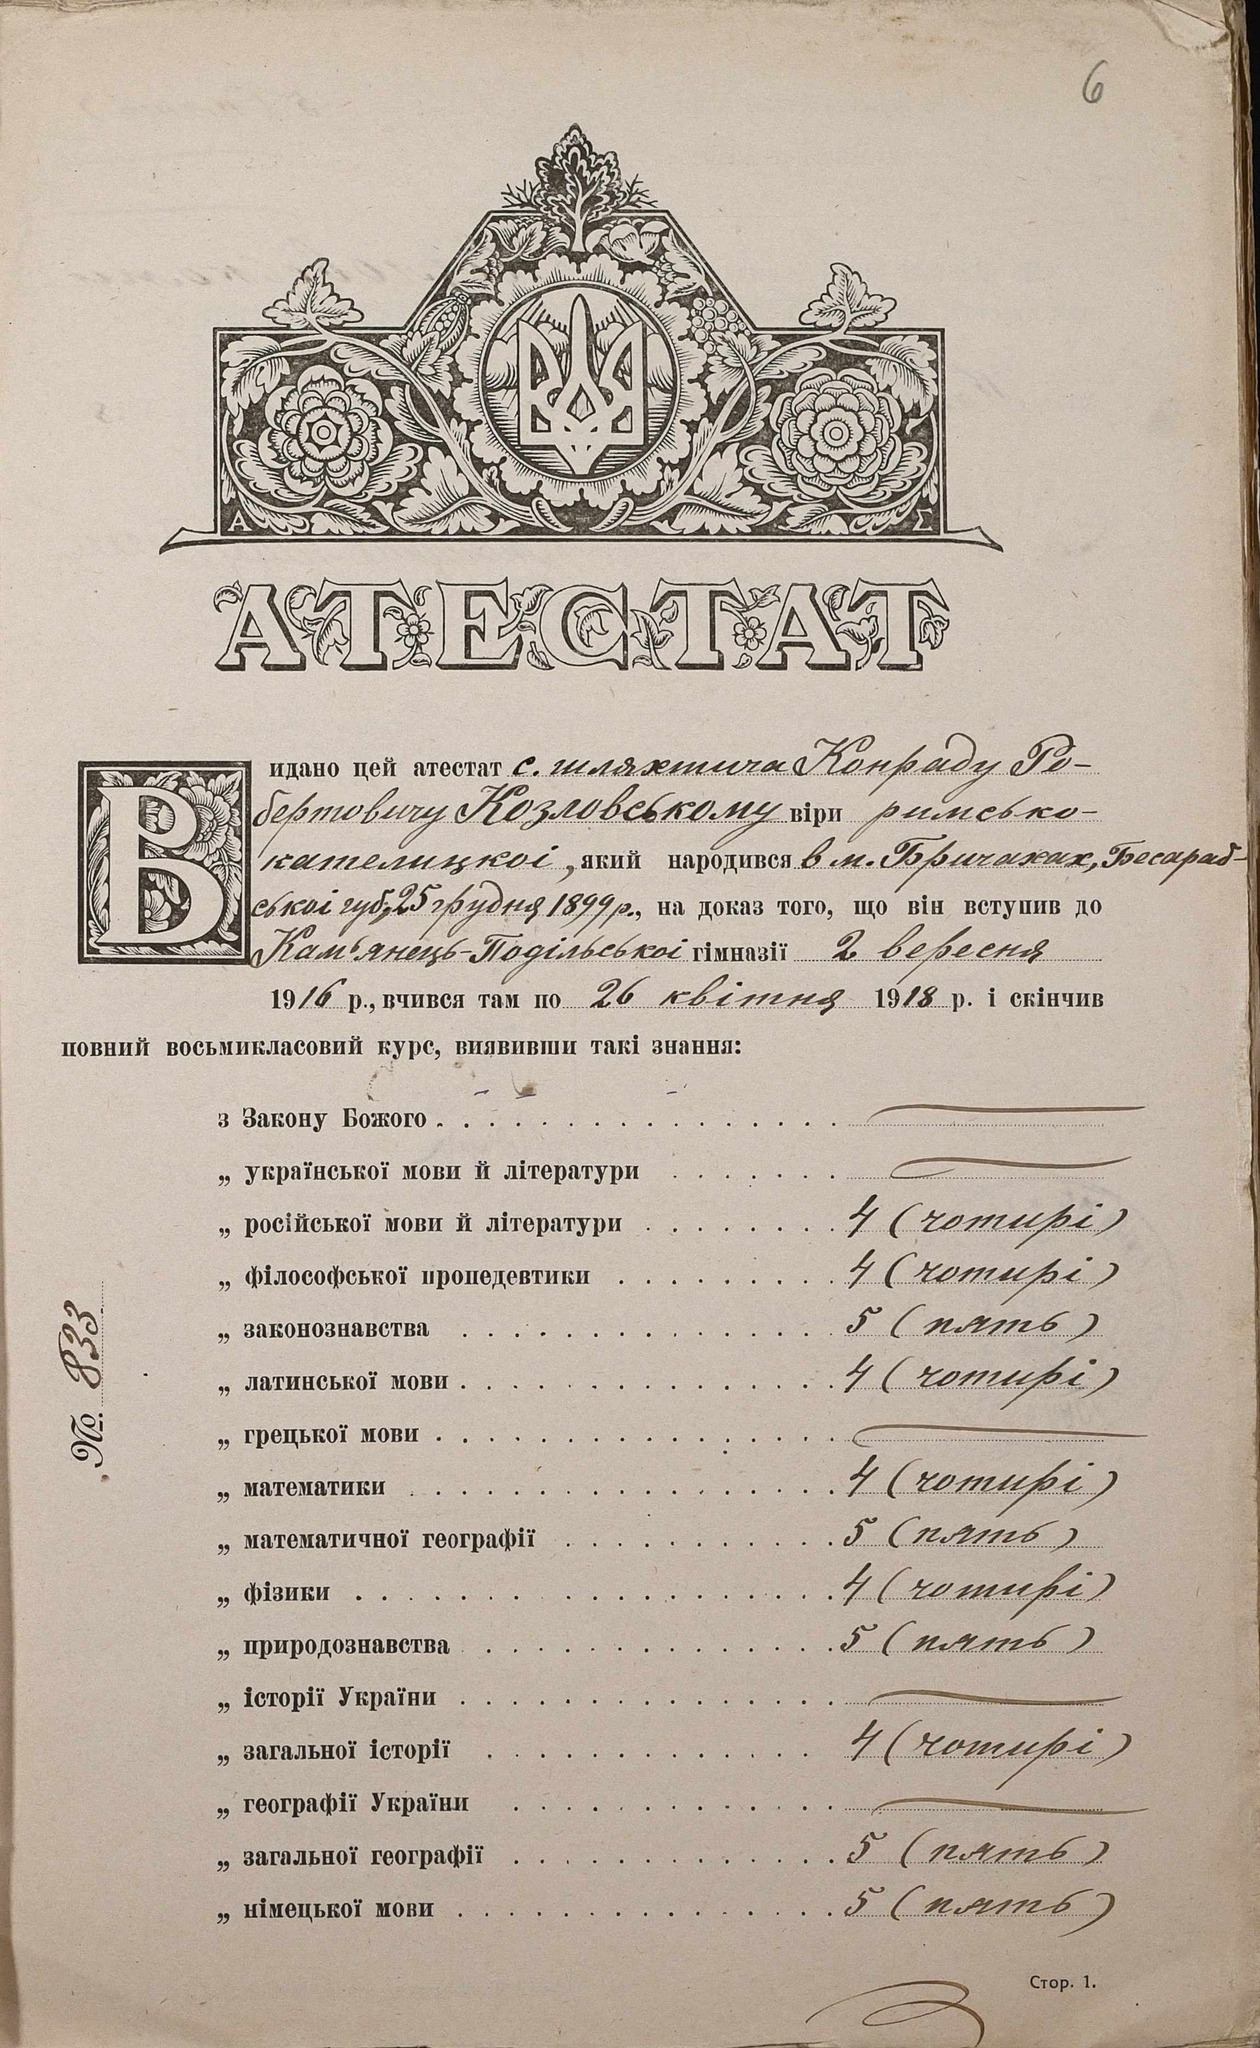 6
А Г
АТЕСТАТ
Видано цей атестат с. шляхтича Конраду Ро-
бертовичу Козловському віри римсько-
кателицкоі, який народився в м. Бричаках, Бесараб-
ськоі губ, 25 грудня 1899 р., на доказ того, що він вступив до
Кам'янець-Подільськоі гімназії 2 вересня
1916 р., вчився там по 26 квітня 1918 р. і скінчив
повний восьмикласовий курс, виявивши такі знання:
з Закону Божого
„ української мови й літератури
„ російської мови й літератури 4 (чотирі)
„ філософської пропедевтики 4 (чотирі)
„ законознавства 5 (пять)
„ латинської мови 4 (чотирі)
„ грецької мови
„ математики 4 (чотирі)
„ математичної географії 5 (пять)
„ фізики 4 (чотирі)
„ природознавства 5 (пять)
„ історії України
„ загальної історії 4 (чотирі)
„ географії України
„ загальної географії 5 (пять)
„ німецької мови 5 (пять)
№ 833
Стор. 1.